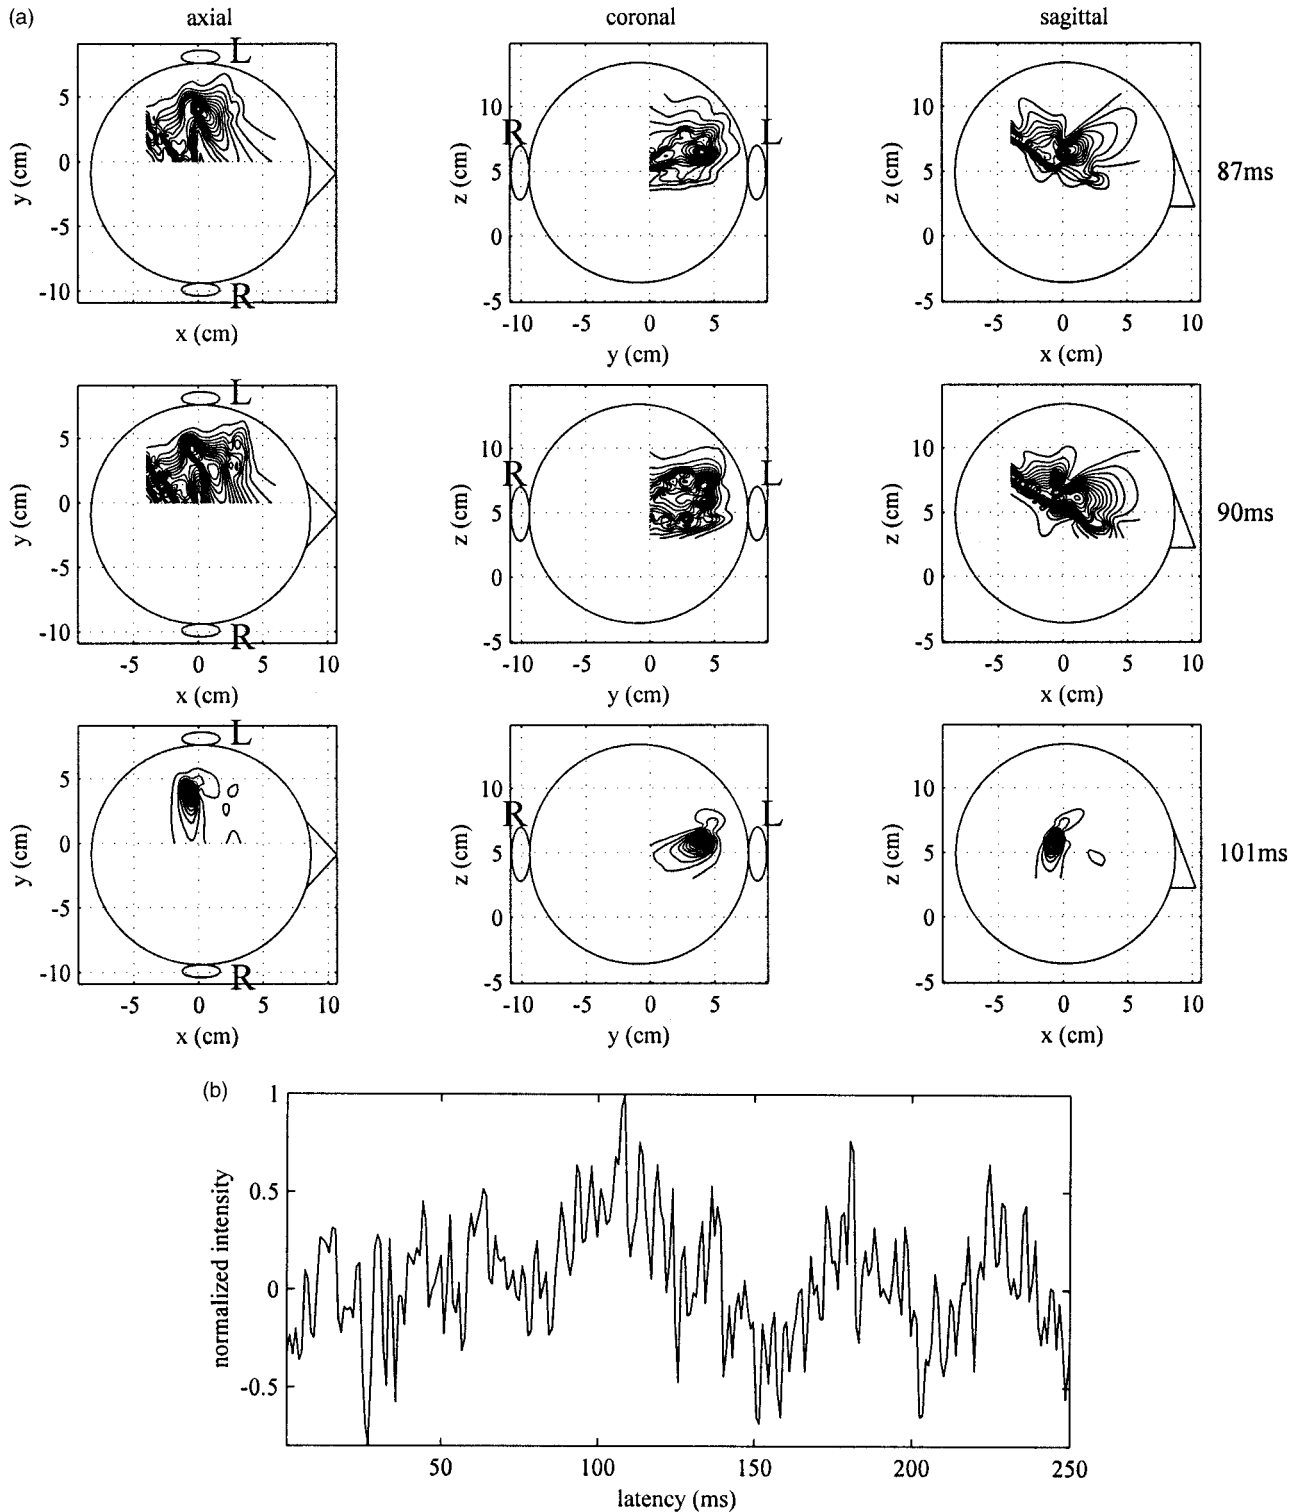 (a)
axial
coronal
sagittal
L
R
5
0
-5
-10
y (cm)
x (cm)
R
L
10
5
0
-5
z (cm)
-10 -5 0 5
y (cm)
10
5
0
-5
z (cm)
-5 0 5 10
x (cm)
87ms
L
R
5
0
-5
-10
y (cm)
-5 0 5 10
x (cm)
R
L
10
5
0
-5
z (cm)
-10 -5 0 5
y (cm)
10
5
0
-5
z (cm)
-5 0 5 10
x (cm)
90ms
L
R
5
0
-5
-10
y (cm)
-5 0 5 10
x (cm)
R
L
10
5
0
-5
z (cm)
-10 -5 0 5
y (cm)
10
5
0
-5
z (cm)
-5 0 5 10
x (cm)
101ms
(b)
1
0.5
0
-0.5
normalized intensity
50 100 150 200 250
latency (ms)